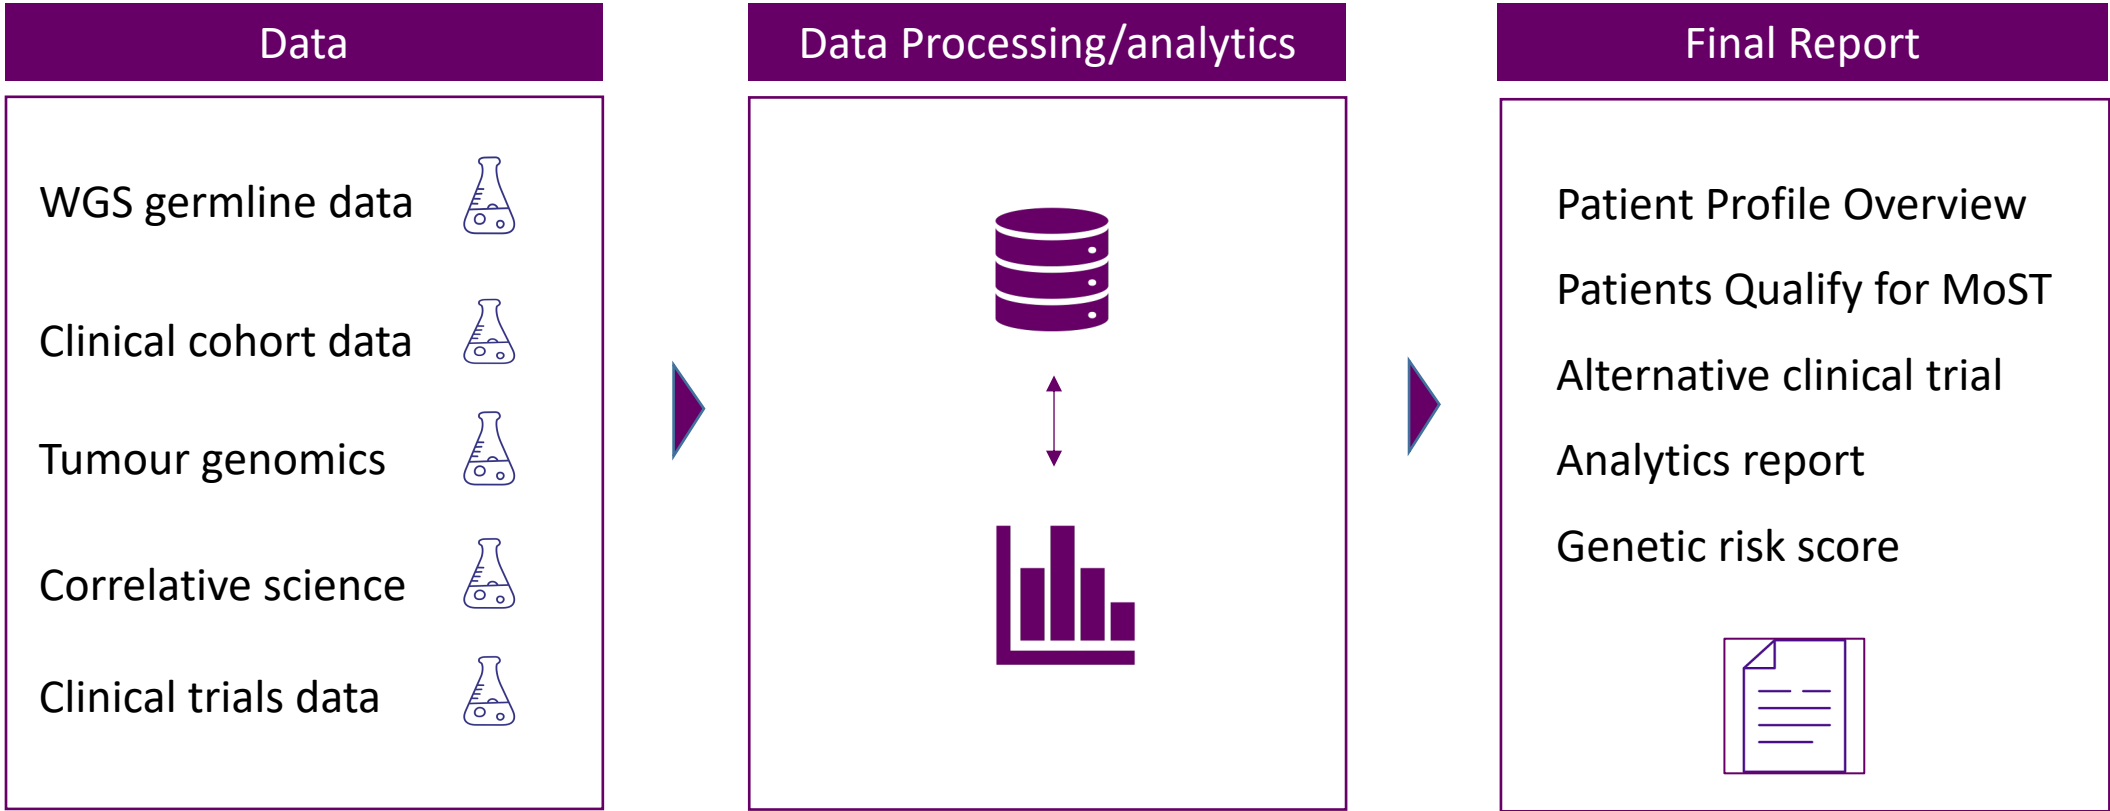 Data
WGS germline data
Clinical cohort data
Tumour genomics
Correlative science
Clinical trials data
Data Processing/analytics
Final Report
Patient Profile Overview
Patients Qualify for MoST
Alternative clinical trial
Analytics report
Genetic risk score